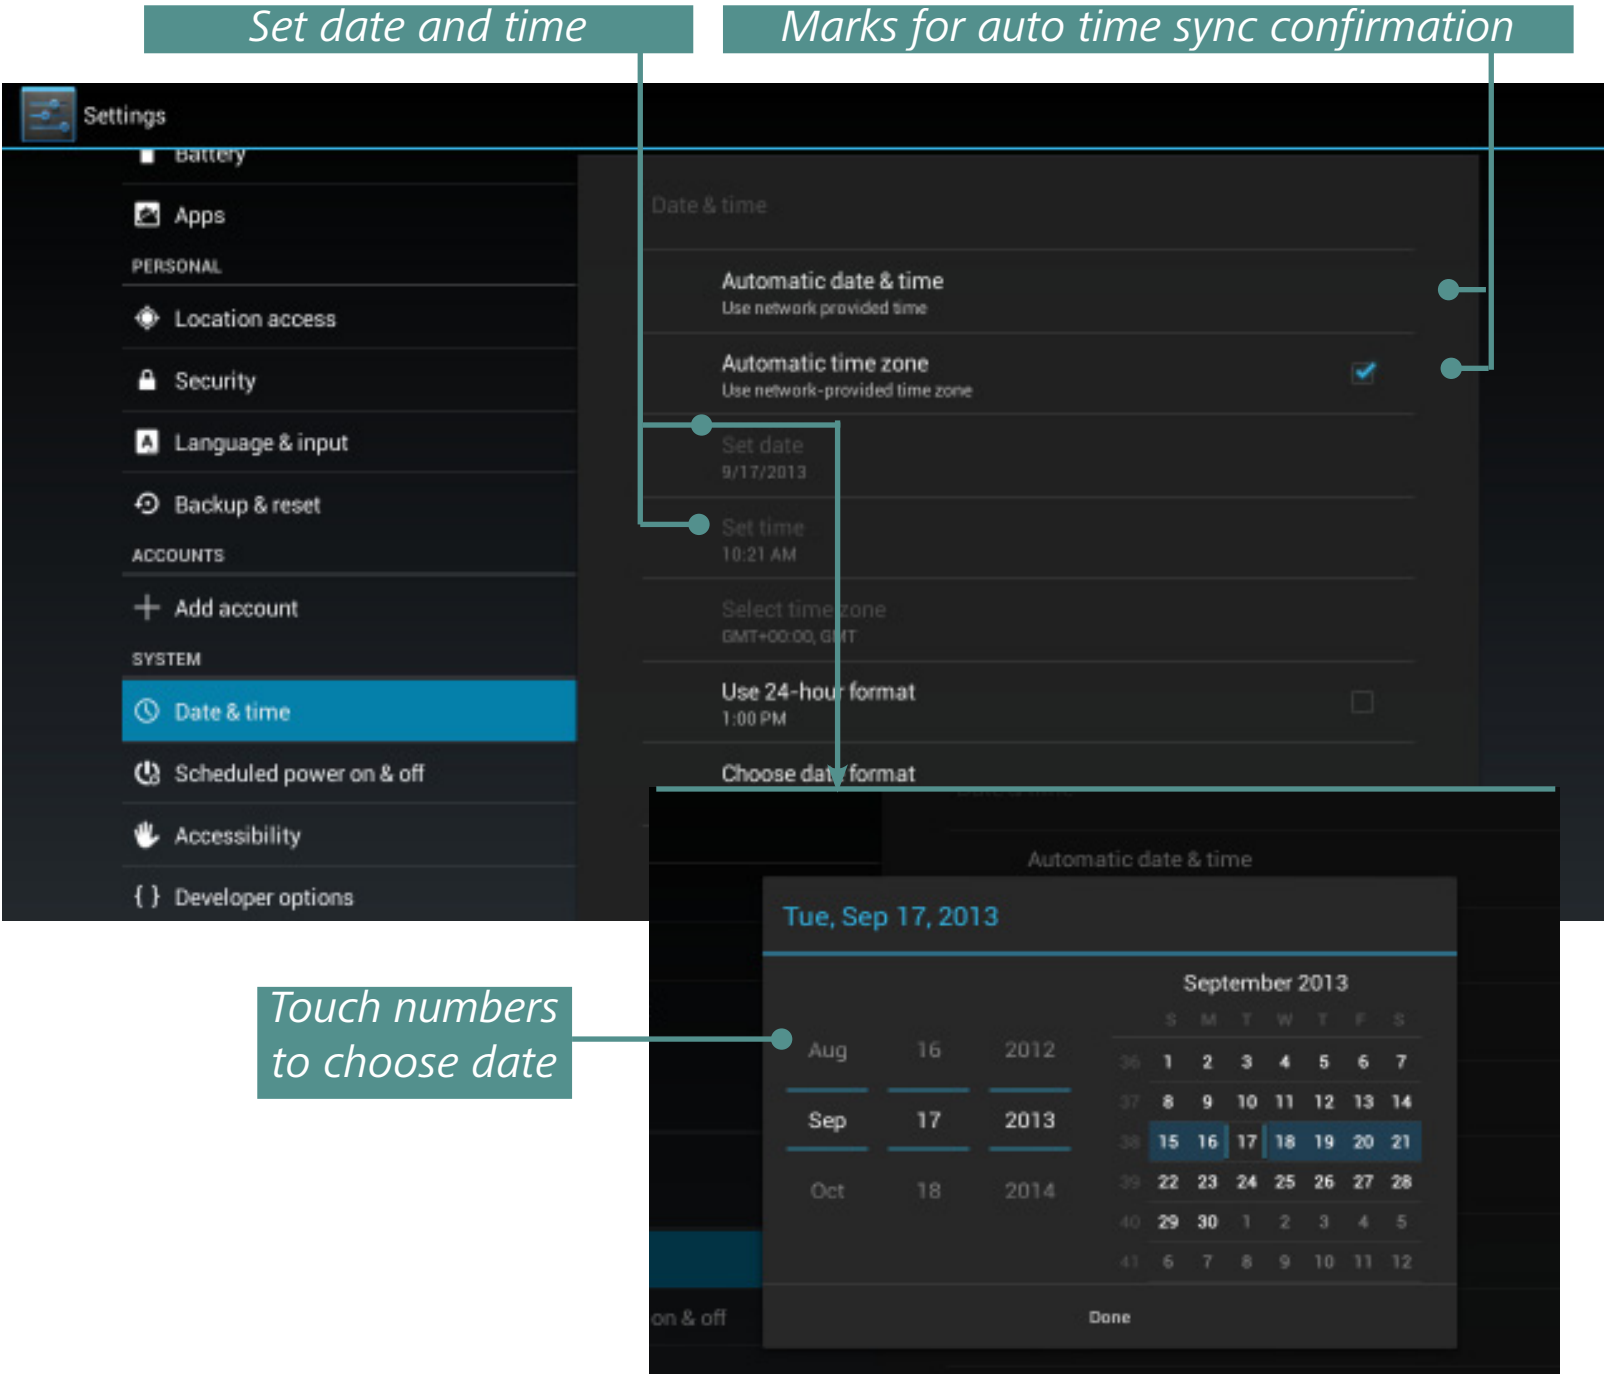 Set date and time
Marks for auto time sync confirmation
Settings
Battery
Apps
PERSONAL
Location access
Security
Language & input
Backup & reset
ACCOUNTS
Add account
SYSTEM
Date & time
Scheduled power on & off
Accessibility
{ } Developer options
Date & time
Automatic date & time
Use network provided time
Automatic time zone
Use network-provided time zone
Set date
9/17/2013
Set time
10:21 AM
Select time zone
GMT+00:00, GMT
Use 24-hour format
1:00 PM
Choose date format
Date & time
Automatic date & time
on & off
Touch numbers
to choose date
Tue, Sep 17, 2013
Aug 16 2012
Sep 17 2013
Oct 18 2014
September 2013
S M T W T F S
36 1 2 3 4 5 6 7
37 8 9 10 11 12 13 14
38 15 16 17 18 19 20 21
39 22 23 24 25 26 27 28
40 29 30 1 2 3 4 5
41 6 7 8 9 10 11 12
Done